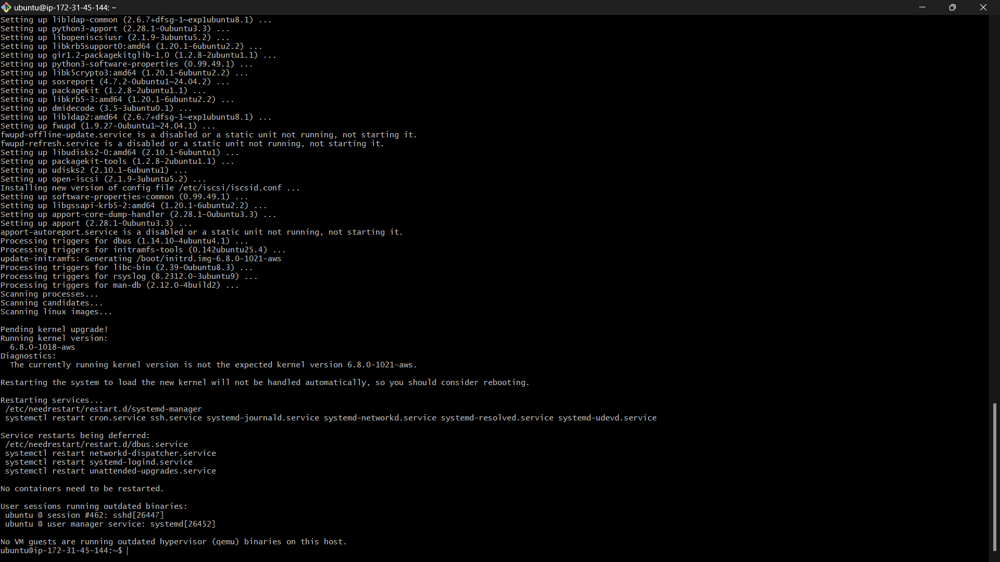 ubuntu@ip-172-31-45-144: ~
Setting up libldap-common (2.6.7+dfsg-1~exp1ubuntu8.1) ...
Setting up python3-apport (2.28.1-0ubuntu3.3) ...
Setting up libopeniscsiusr (2.1.9-3ubuntu5.2) ...
Setting up libkrb5support0:amd64 (1.20.1-6ubuntu2.2) ...
Setting up gir1.2-packagekitglib-1.0 (1.2.8-2ubuntu1.1) ...
Setting up python3-software-properties (0.99.49.1) ...
Setting up libk5crypto3:amd64 (1.20.1-6ubuntu2.2) ...
Setting up sosreport (4.7.2-0ubuntu1~24.04.2) ...
Setting up packagekit (1.2.8-2ubuntu1.1) ...
Setting up libkrb5-3:amd64 (1.20.1-6ubuntu2.2) ...
Setting up dmidecode (3.5-3ubuntu0.1) ...
Setting up libldap2:amd64 (2.6.7+dfsg-1~exp1ubuntu8.1) ...
Setting up fwupd (1.9.27-0ubuntu1~24.04.1) ...
fwupd-offline-update.service is a disabled or a static unit not running, not starting it.
fwupd-refresh.service is a disabled or a static unit not running, not starting it.
Setting up libudisks2-0:amd64 (2.10.1-6ubuntu1) ...
Setting up packagekit-tools (1.2.8-2ubuntu1.1) ...
Setting up udisks2 (2.10.1-6ubuntu1) ...
Setting up open-iscsi (2.1.9-3ubuntu5.2) ...
Installing new version of config file /etc/iscsi/iscsid.conf ...
Setting up software-properties-common (0.99.49.1) ...
Setting up libgssapi-krb5-2:amd64 (1.20.1-6ubuntu2.2) ...
Setting up apport-core-dump-handler (2.28.1-0ubuntu3.3) ...
Setting up apport (2.28.1-0ubuntu3.3) ...
apport-autoreport.service is a disabled or a static unit not running, not starting it.
Processing triggers for dbus (1.14.10-4ubuntu4.1) ...
Processing triggers for initramfs-tools (0.142ubuntu25.4) ...
update-initramfs: Generating /boot/initrd.img-6.8.0-1021-aws
Processing triggers for libc-bin (2.39-0ubuntu8.3) ...
Processing triggers for rsyslog (8.2312.0-3ubuntu9) ...
Processing triggers for man-db (2.12.0-4build2) ...
Scanning processes...
Scanning candidates...
Scanning linux images...
Pending kernel upgrade!
Running kernel version:
6.8.0-1018-aws
Diagnostics:
The currently running kernel version is not the expected kernel version 6.8.0-1021-aws.
Restarting the system to load the new kernel will not be handled automatically, so you should consider rebooting.
Restarting services...
/etc/needrestart/restart.d/systemd-manager
systemctl restart cron.service ssh.service systemd-journald.service systemd-networkd.service systemd-resolved.service systemd-udevd.service
Service restarts being deferred:
/etc/needrestart/restart.d/dbus.service
systemctl restart networkd-dispatcher.service
systemctl restart systemd-logind.service
systemctl restart unattended-upgrades.service
No containers need to be restarted.
User sessions running outdated binaries:
ubuntu @ session #462: sshd[26447]
ubuntu @ user manager service: systemd[26452]
No VM guests are running outdated hypervisor (qemu) binaries on this host.
ubuntu@ip-172-31-45-144:~$